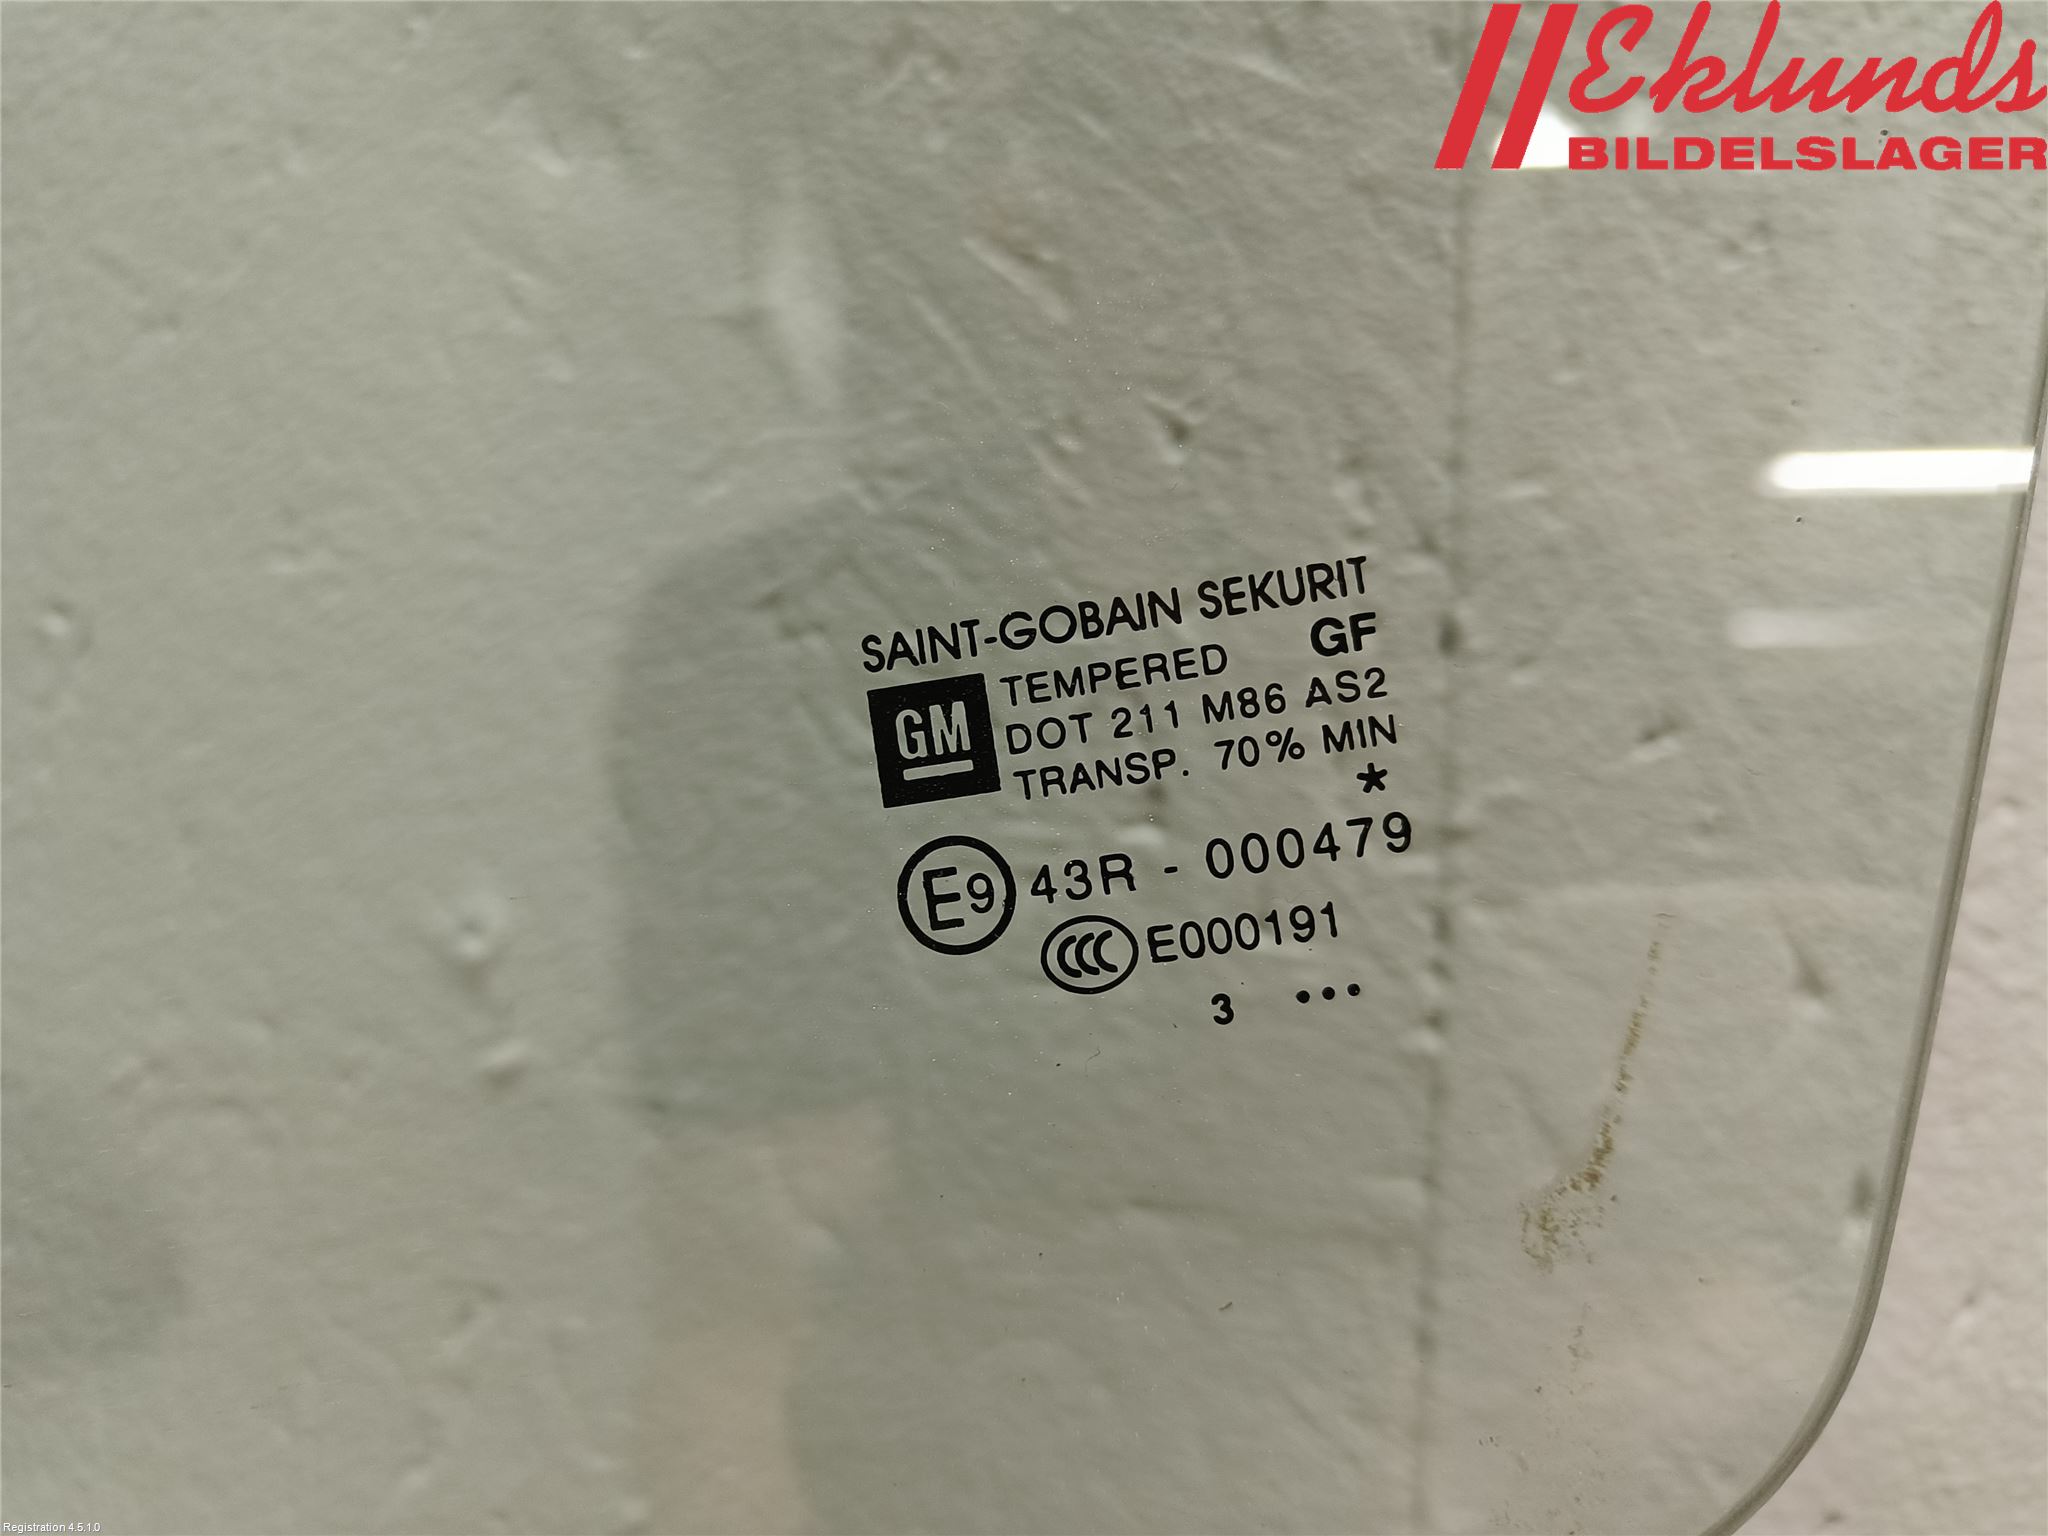 Eklunds
BILDELSLAGER
SAINT-GOBAIN SEKURIT
GF
TEMPERED
GM
DOT 211 M86 AS2
TRANSP. 70% MIN
*
E9 43R - 000479
CCC E000191
3 •••
Registration 4.5.1.0